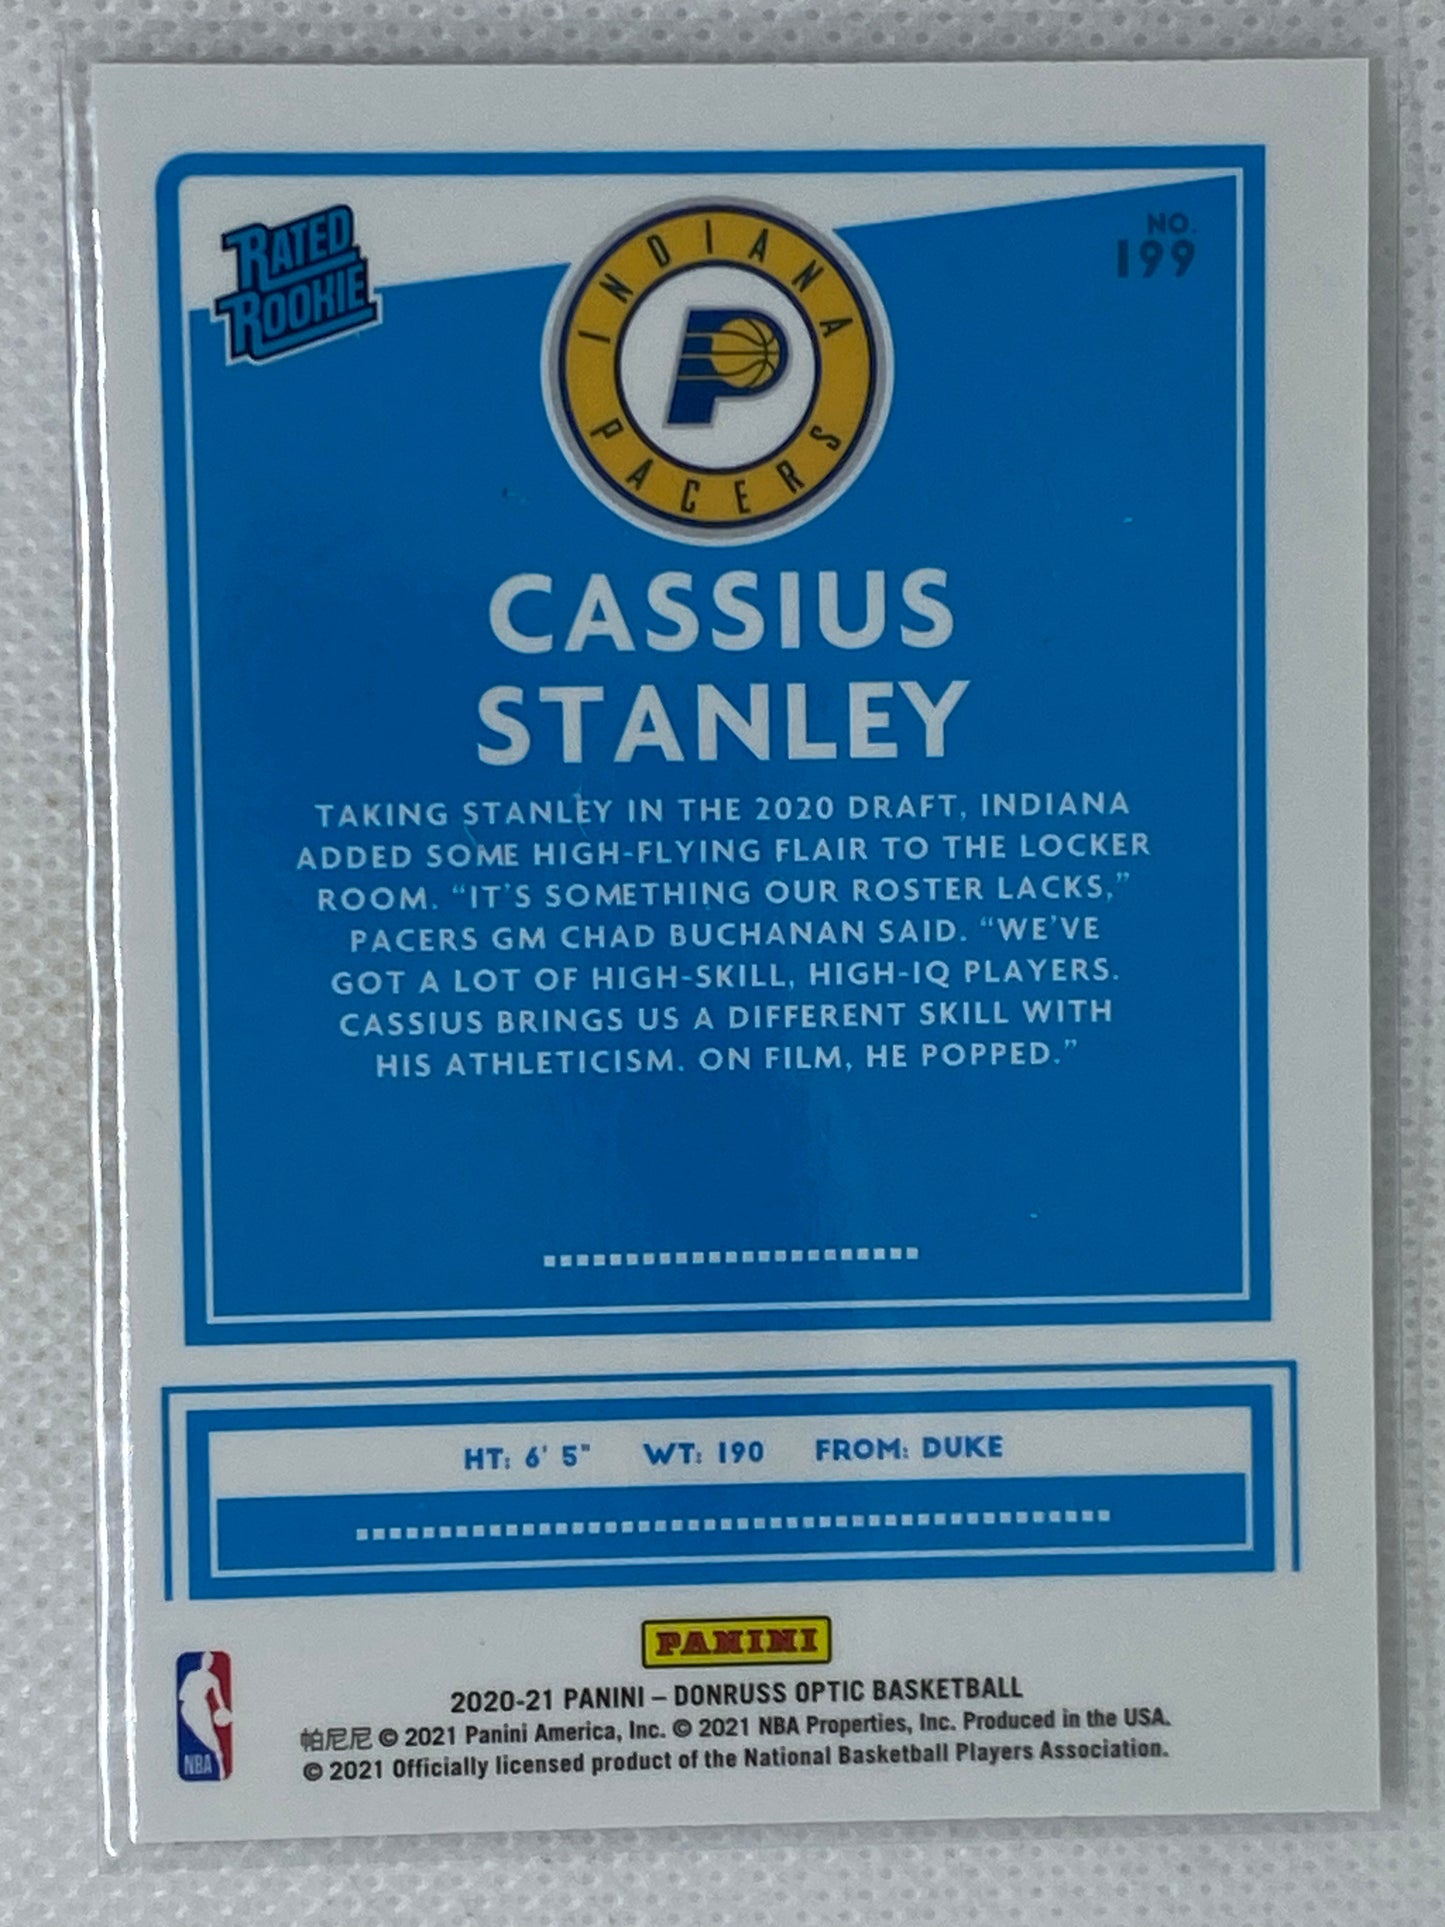 RATED
ROOKIE
NO.
199
INDIANA
PACERS
CASSIUS
STANLEY
TAKING STANLEY IN THE 2020 DRAFT, INDIANA
ADDED SOME HIGH-FLYING FLAIR TO THE LOCKER
ROOM. “IT'S SOMETHING OUR ROSTER LACKS,”
PACERS GM CHAD BUCHANAN SAID. “WE'VE
GOT A LOT OF HIGH-SKILL, HIGH-IQ PLAYERS.
CASSIUS BRINGS US A DIFFERENT SKILL WITH
HIS ATHLETICISM. ON FILM, HE POPPED.”
HT: 6' 5" WT: 190 FROM: DUKE
PANINI
2020-21 PANINI – DONRUSS OPTIC BASKETBALL
帕尼尼 © 2021 Panini America, Inc. © 2021 NBA Properties, Inc. Produced in the USA.
© 2021 Officially licensed product of the National Basketball Players Association.
NBA